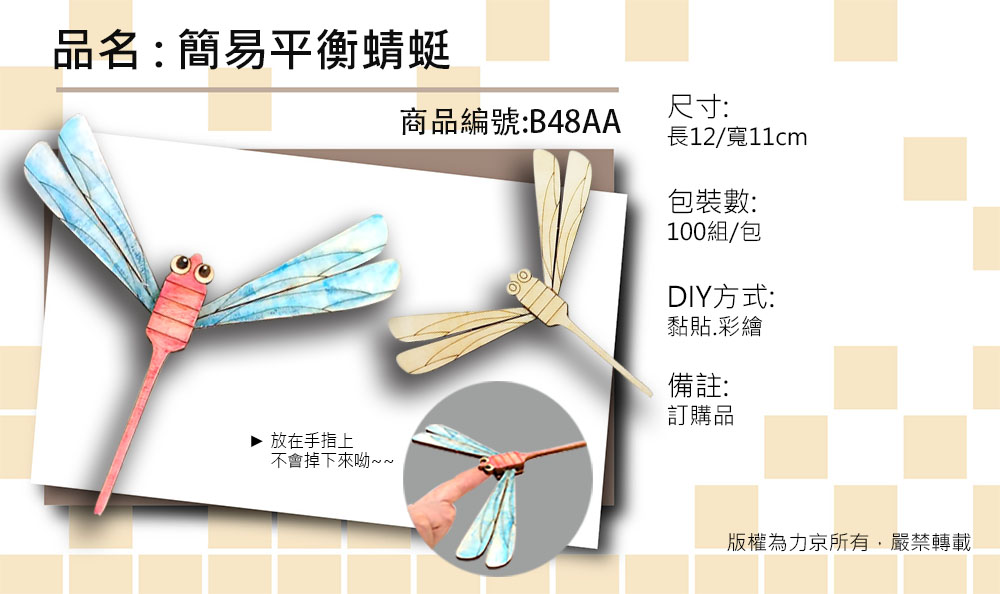 品名 : 簡易平衡蜻蜓
商品編號:B48AA
尺寸:
長12/寬11cm
包裝數:
100組/包
DIY方式:
黏貼.彩繪
備註:
訂購品
▶ 放在手指上
不會掉下來呦~~
版權為力京所有，嚴禁轉載